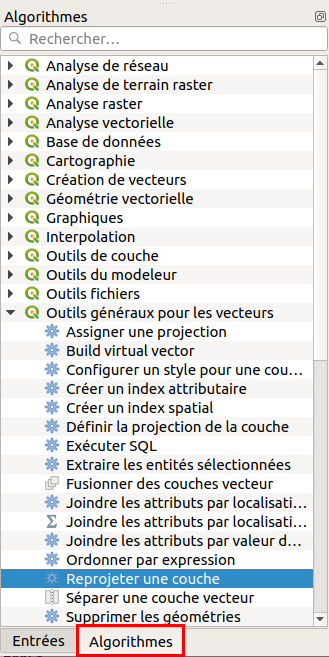 Algorithmes
Rechercher…
Analyse de réseau
Analyse de terrain raster
Analyse raster
Analyse vectorielle
Base de données
Cartographie
Création de vecteurs
Géométrie vectorielle
Graphiques
Interpolation
Outils de couche
Outils du modeleur
Outils fichiers
Outils généraux pour les vecteurs
Assigner une projection
Build virtual vector
Configurer un style pour une cou…
Créer un index attributaire
Créer un index spatial
Définir la projection de la couche
Exécuter SQL
Extraire les entités sélectionnées
Fusionner des couches vecteur
Joindre les attributs par localisati…
Joindre les attributs par localisati…
Joindre les attributs par valeur d…
Ordonner par expression
Reprojeter une couche
Séparer une couche vecteur
Supprimer les géométries
Entrées Algorithmes